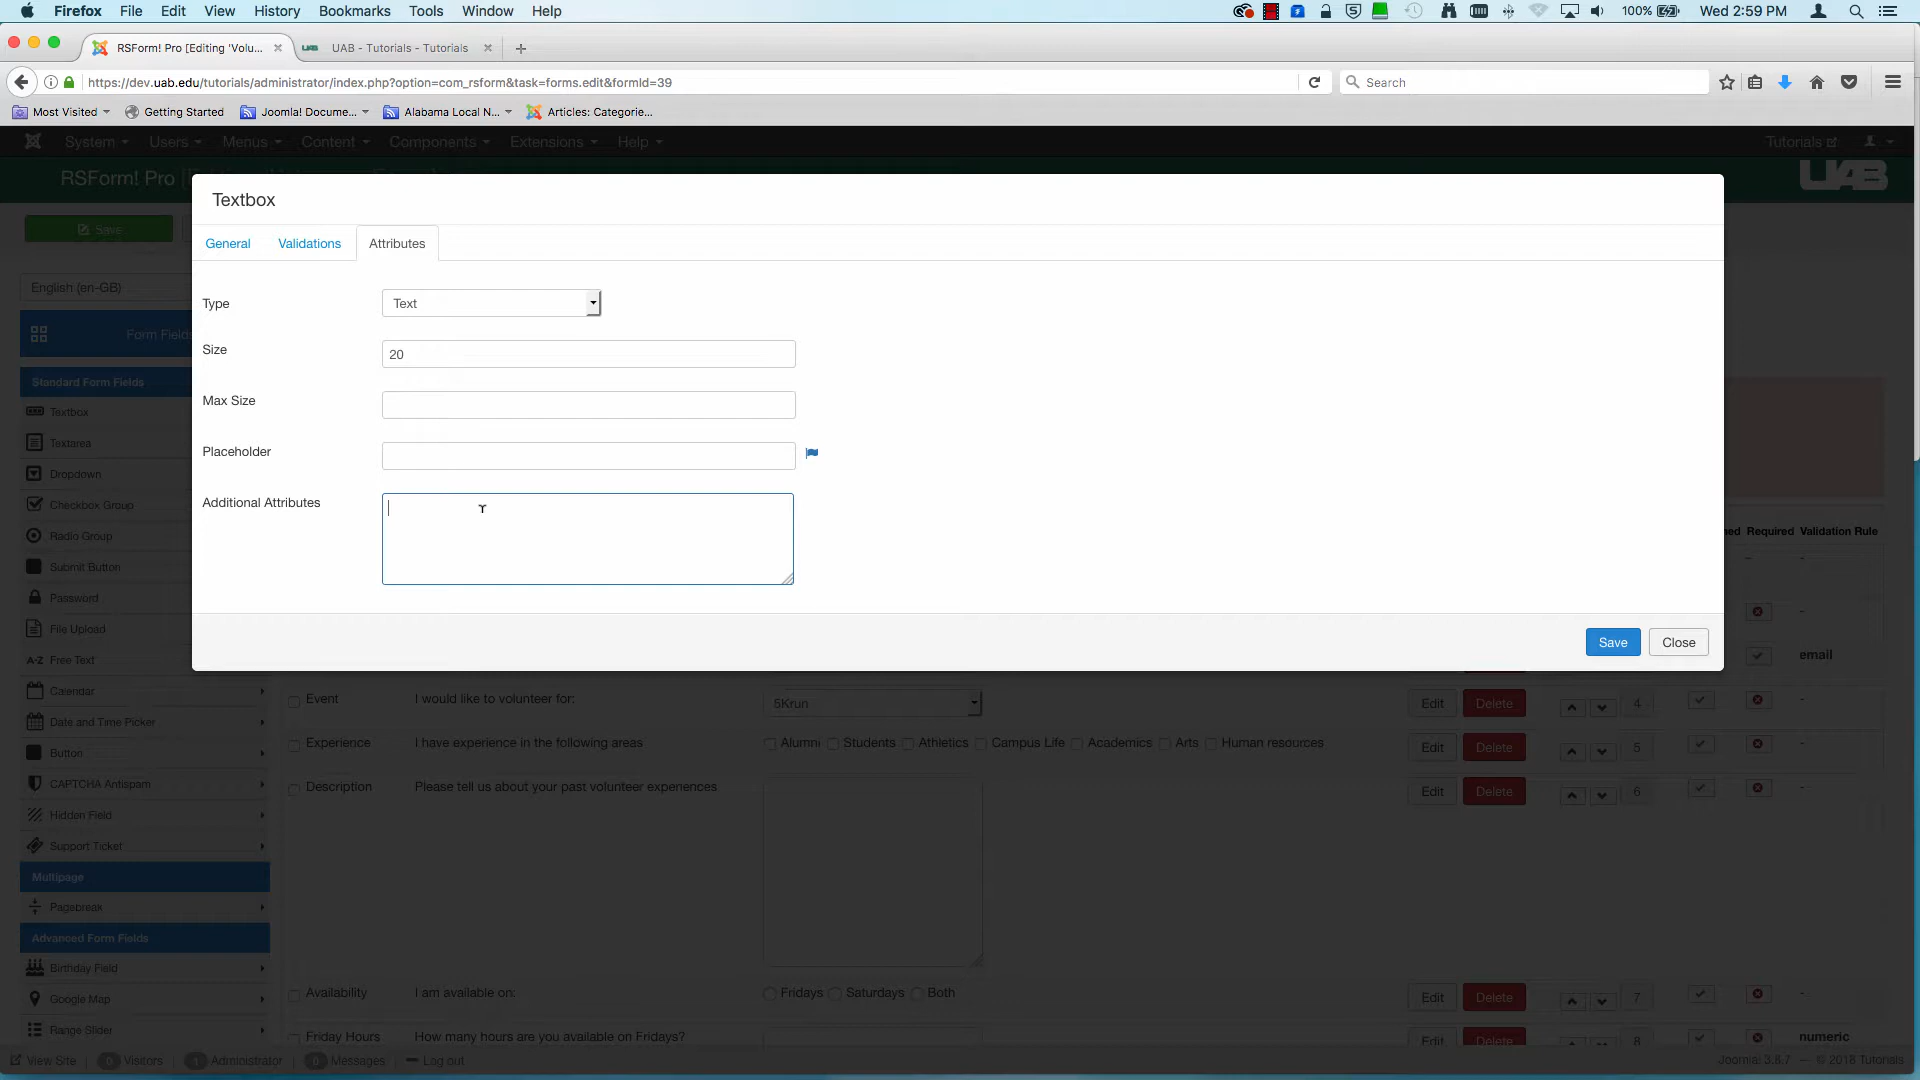 Firefox File Edit View History Bookmarks Tools Window Help 100% Wed 2:59 PM
RSForm! Pro [Editing 'Volu... UAB - Tutorials - Tutorials
https://dev.uab.edu/tutorials/administrator/index.php?option=com_rsform&task=forms.edit&formId=39 Search
Most Visited Getting Started Joomla! Docume... Alabama Local N... Articles: Categorie...
System Users Menus Content Components Extensions Help Tutorials
RSForm! Pro UAB
Textbox
Save
General Validations Attributes
English (en-GB)
Type Text
Form Fields
Size 20
Standard Form Fields
Textbox
Max Size
Textarea
Placeholder
Dropdown
Additional Attributes
Checkbox Group
Required Validation Rule
Radio Group
Submit Button
Password
File Upload
Save Close
Free Text
email
Calendar
Event I would like to volunteer for: 5Krun Edit Delete 4 -
Date and Time Picker
Experience I have experience in the following areas Alumni Students Athletics Campus Life Academics Arts Human resources Edit Delete 5 -
Button
CAPTCHA Antispam
Description Please tell us about your past volunteer experiences Edit Delete 6 -
Hidden Field
Support Ticket
Multipage
Pagebreak
Advanced Form Fields
Birthday Field
Google Map
Availability I am available on: Fridays Saturdays Both Edit Delete 7 -
Range Slider
Friday Hours How many hours are you available on Fridays? Edit Delete 8 numeric
View Site 0 Visitors 1 Administrator 0 Messages Log out Joomla! 3.8.7 — © 2018 Tutorials